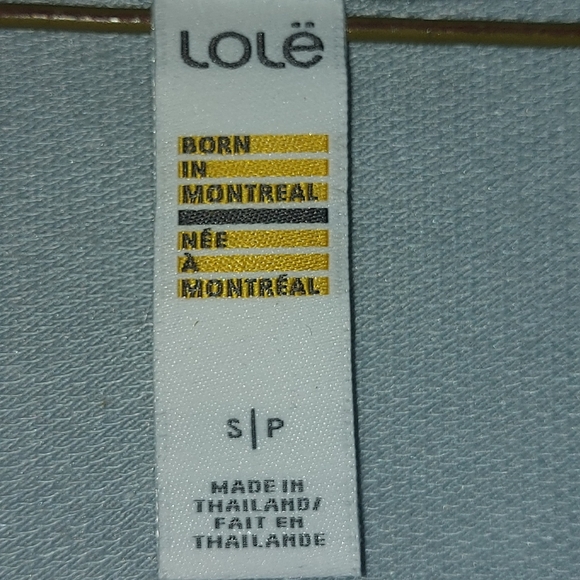 Lolë
BORN
IN
MONTREAL
NÉE
À
MONTRÉAL
S|P
MADE IN
THAILAND/
FAIT EN
THAILANDE